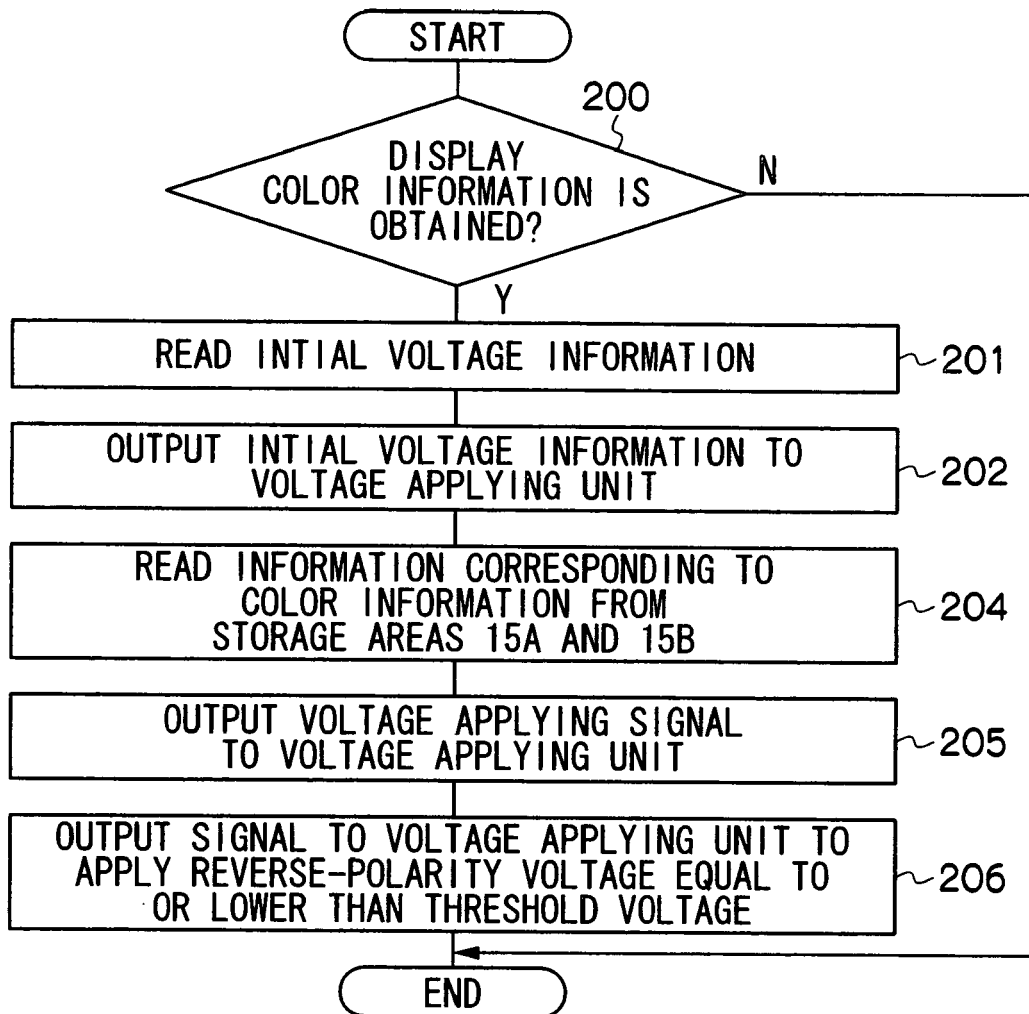 START
200
DISPLAY
COLOR INFORMATION IS
OBTAINED?
N
Y
READ INTIAL VOLTAGE INFORMATION
201
OUTPUT INTIAL VOLTAGE INFORMATION TO
VOLTAGE APPLYING UNIT
202
READ INFORMATION CORRESPONDING TO
COLOR INFORMATION FROM
STORAGE AREAS 15A AND 15B
204
OUTPUT VOLTAGE APPLYING SIGNAL
TO VOLTAGE APPLYING UNIT
205
OUTPUT SIGNAL TO VOLTAGE APPLYING UNIT TO
APPLY REVERSE-POLARITY VOLTAGE EQUAL TO
OR LOWER THAN THRESHOLD VOLTAGE
206
END